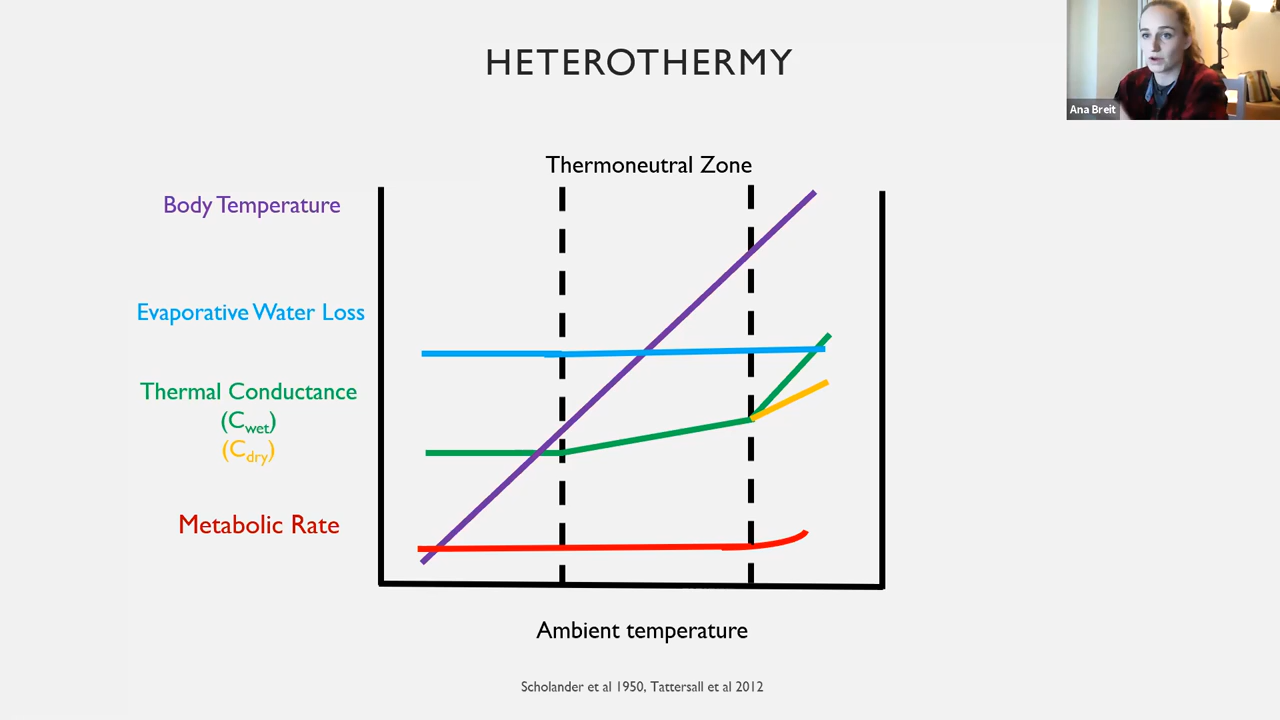 HETEROTHERMY
Ana Breit
Thermoneutral Zone
Body Temperature
Evaporative Water Loss
Thermal Conductance
(Cwet)
(Cdry)
Metabolic Rate
Ambient temperature
Scholander et al 1950, Tattersall et al 2012